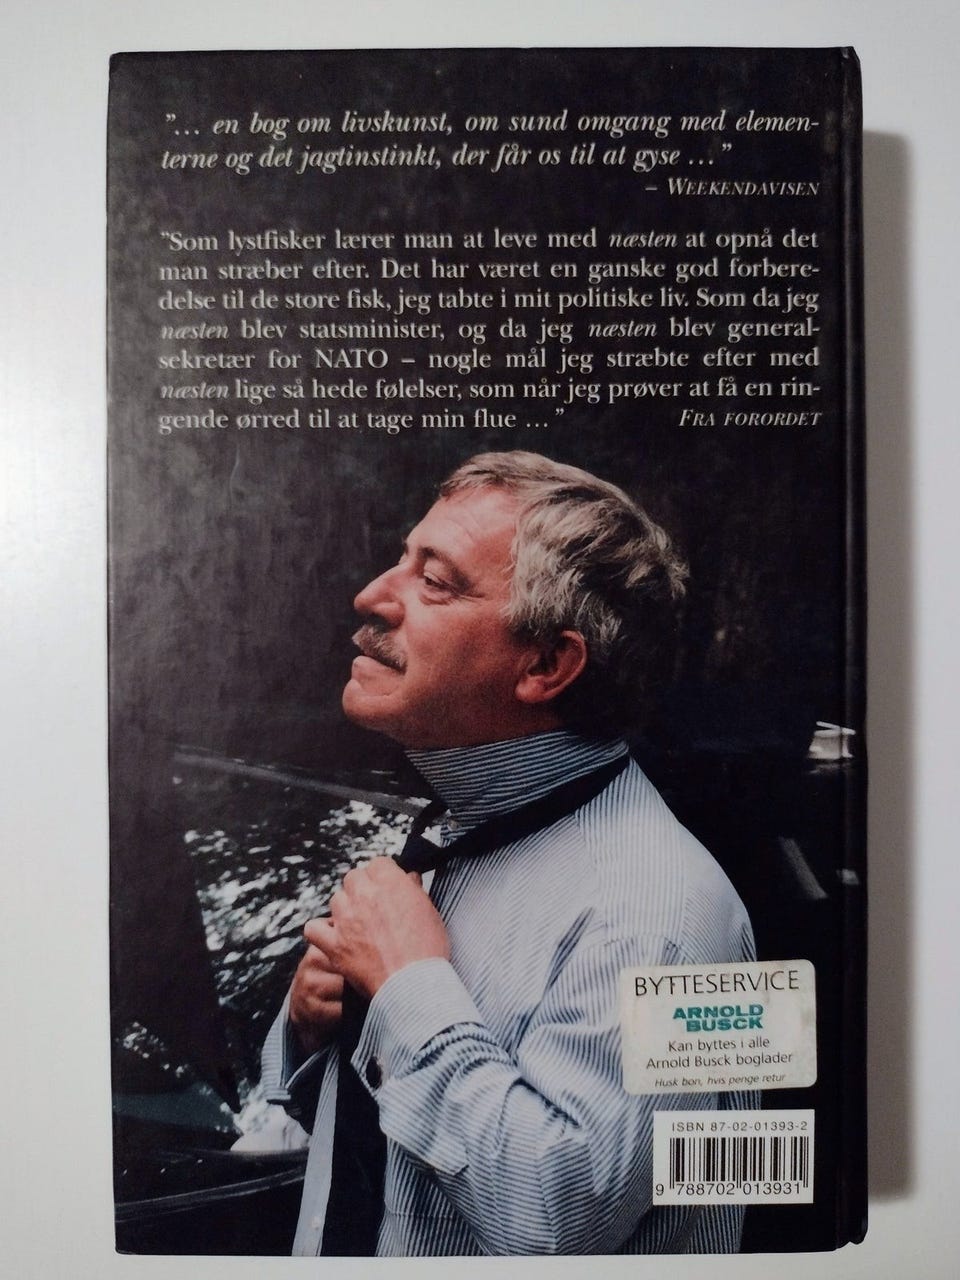 "... en bog om livskunst, om sund omgang med elemen-
terne og det jagtinstinkt, der får os til at gyse ..."
– WEEKENDAVISEN
"Som lystfisker lærer man at leve med næsten at opnå det
man stræber efter. Det har været en ganske god forbere-
delse til de store fisk, jeg tabte i mit politiske liv. Som da jeg
næsten blev statsminister, og da jeg næsten blev general-
sekretær for NATO – nogle mål jeg stræbte efter med
næsten lige så hede følelser, som når jeg prøver at få en rin-
gende ørred til at tage min flue ..." FRA FORORDET
BYTTESERVICE
ARNOLD
BUSCK
Kan byttes i alle
Arnold Busck boglader
Husk bon, hvis penge retur
ISBN 87-02-01393-2
9 788702 013931